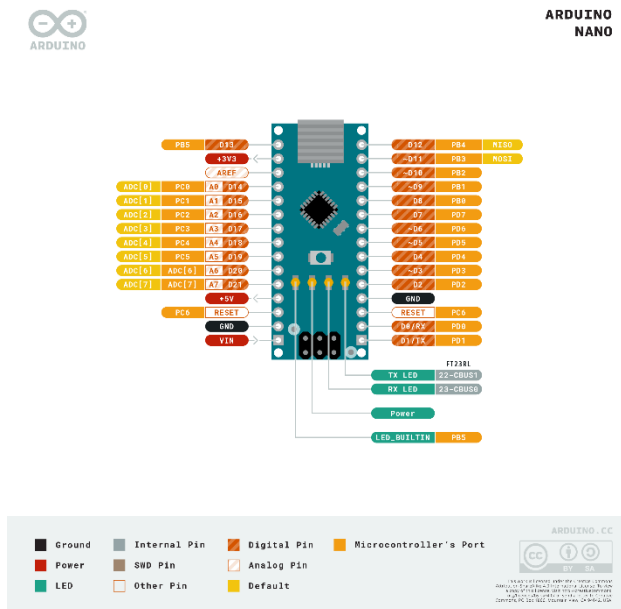 ARDUINO
ARDUINO
NANO
PB5 D13 D12 PB4 MISO
+3V3 ~D11 PB3 MOSI
AREF ~D10 PB2
ADC[0] PC0 A0 D14 ~D9 PB1
ADC[1] PC1 A1 D15 D8 PB0
ADC[2] PC2 A2 D16 D7 PD7
ADC[3] PC3 A3 D17 ~D6 PD6
ADC[4] PC4 A4 D18 ~D5 PD5
ADC[5] PC5 A5 D19 D4 PD4
ADC[6] ADC[6] A6 D20 ~D3 PD3
ADC[7] ADC[7] A7 D21 D2 PD2
+5V GND
PC6 RESET RESET PC6
GND D0/RX PD0
VIN D1/TX PD1
FT23RL
TX LED 22-CBUS1
RX LED 23-CBUS0
Power
LED_BUILTIN PB5
Ground Internal Pin Digital Pin Microcontroller's Port
Power SWD Pin Analog Pin
LED Other Pin Default
ARDUINO.CC
CC
BY SA